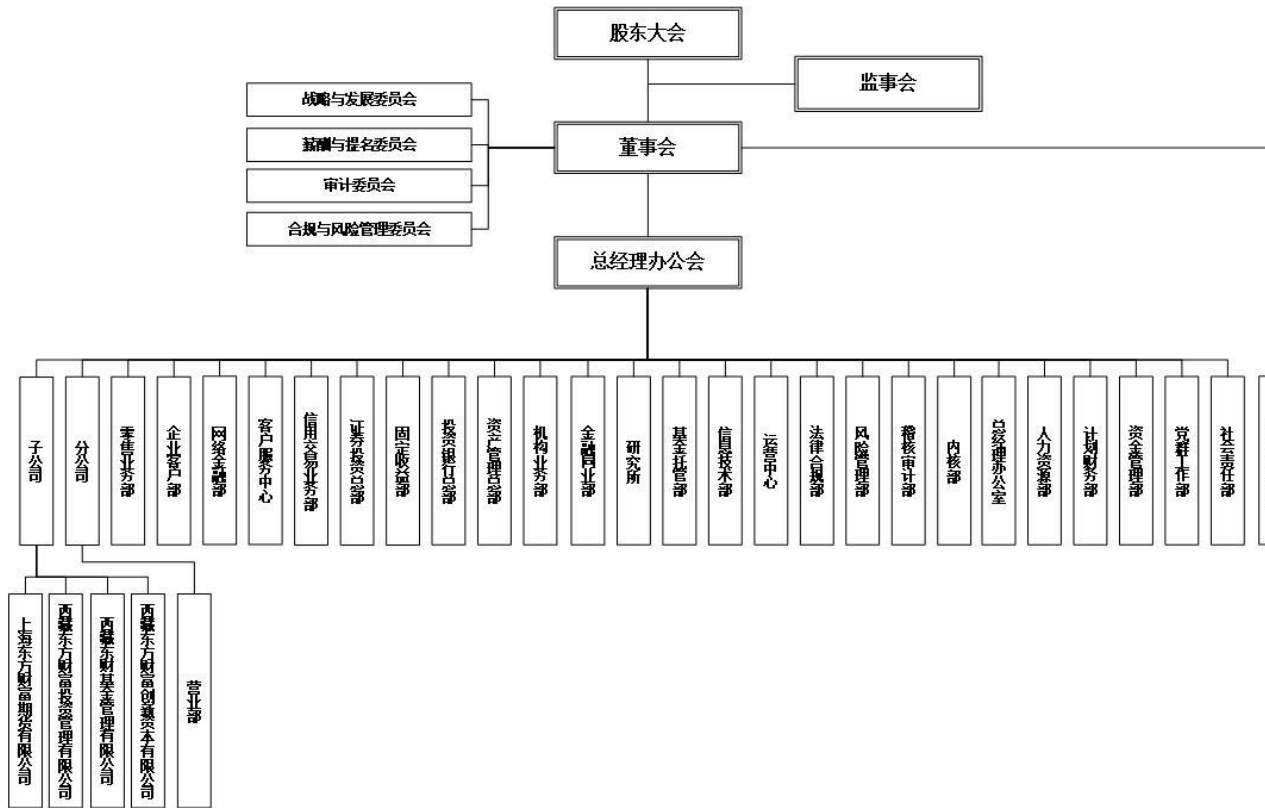 股东大会
监事会
战略与发展委员会
薪酬与提名委员会
董事会
审计委员会
合规与风险管理委员会
总经理办公会
子公司
分公司
零售业务部
企业客户部
网络金融部
客户服务中心
信用交易业务部
证券投资总部
固定收益部
投资银行总部
资产管理总部
机构业务部
金融同业部
研究所
基金托管部
信息技术部
运营中心
法律合规部
风险管理部
稽核审计部
内核部
总经理办公室
人力资源部
计划财务部
资金管理部
党群工作部
社会责任部
上海东方财富期货有限公司
西藏东方财富投资管理有限公司
西藏东财基金管理有限公司
西藏东方财富创新资本有限公司
营业部